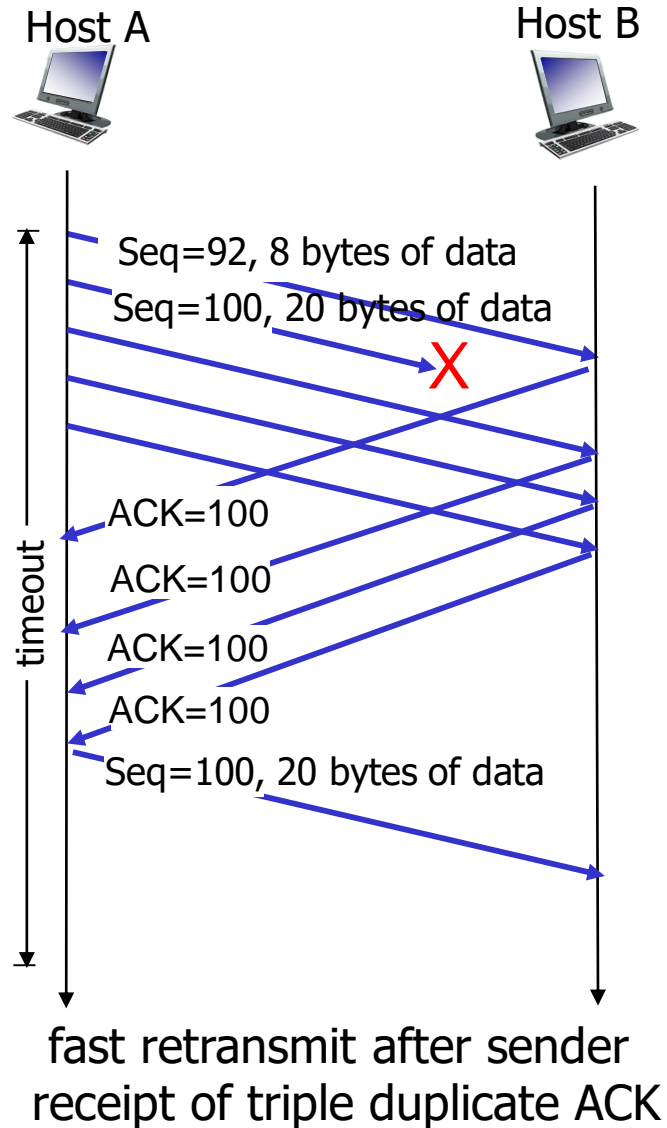 Host A
Host B
Seq=92, 8 bytes of data
Seq=100, 20 bytes of data
X
timeout
ACK=100
ACK=100
ACK=100
ACK=100
Seq=100, 20 bytes of data
fast retransmit after sender
receipt of triple duplicate ACK